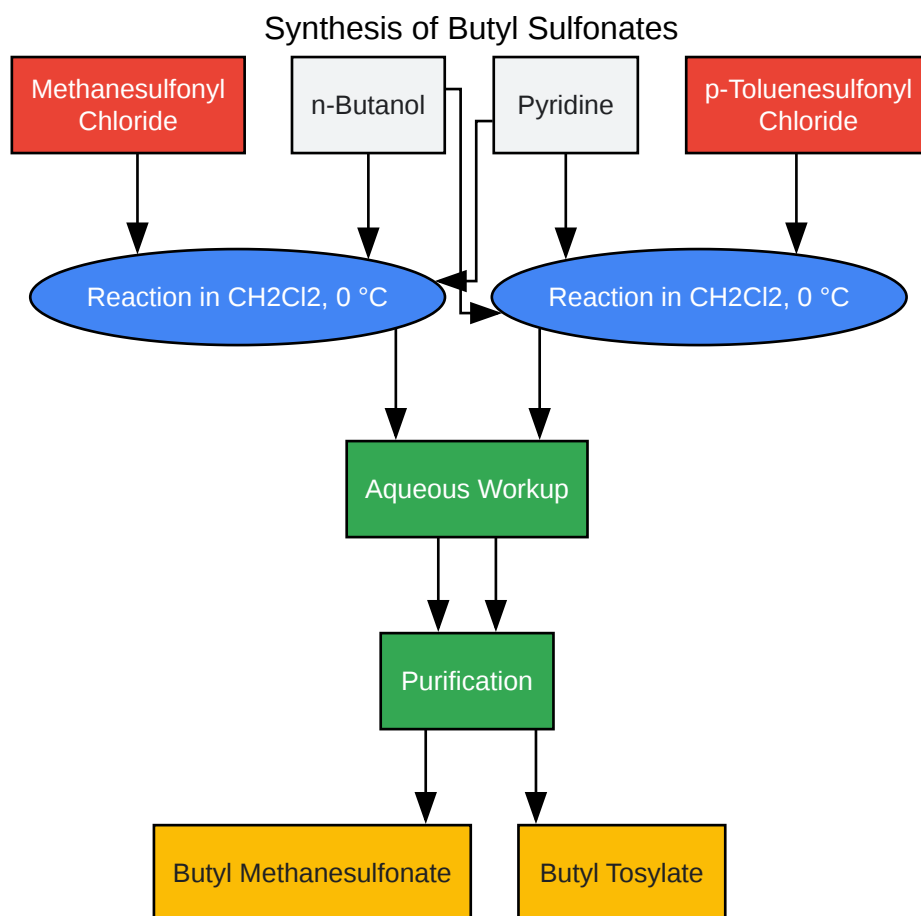 Synthesis of Butyl Sulfonates
Methanesulfonyl
Chloride
n-Butanol
Pyridine
p-Toluenesulfonyl
Chloride
Reaction in CH2Cl2, 0 °C
Reaction in CH2Cl2, 0 °C
Aqueous Workup
Purification
Butyl Methanesulfonate
Butyl Tosylate